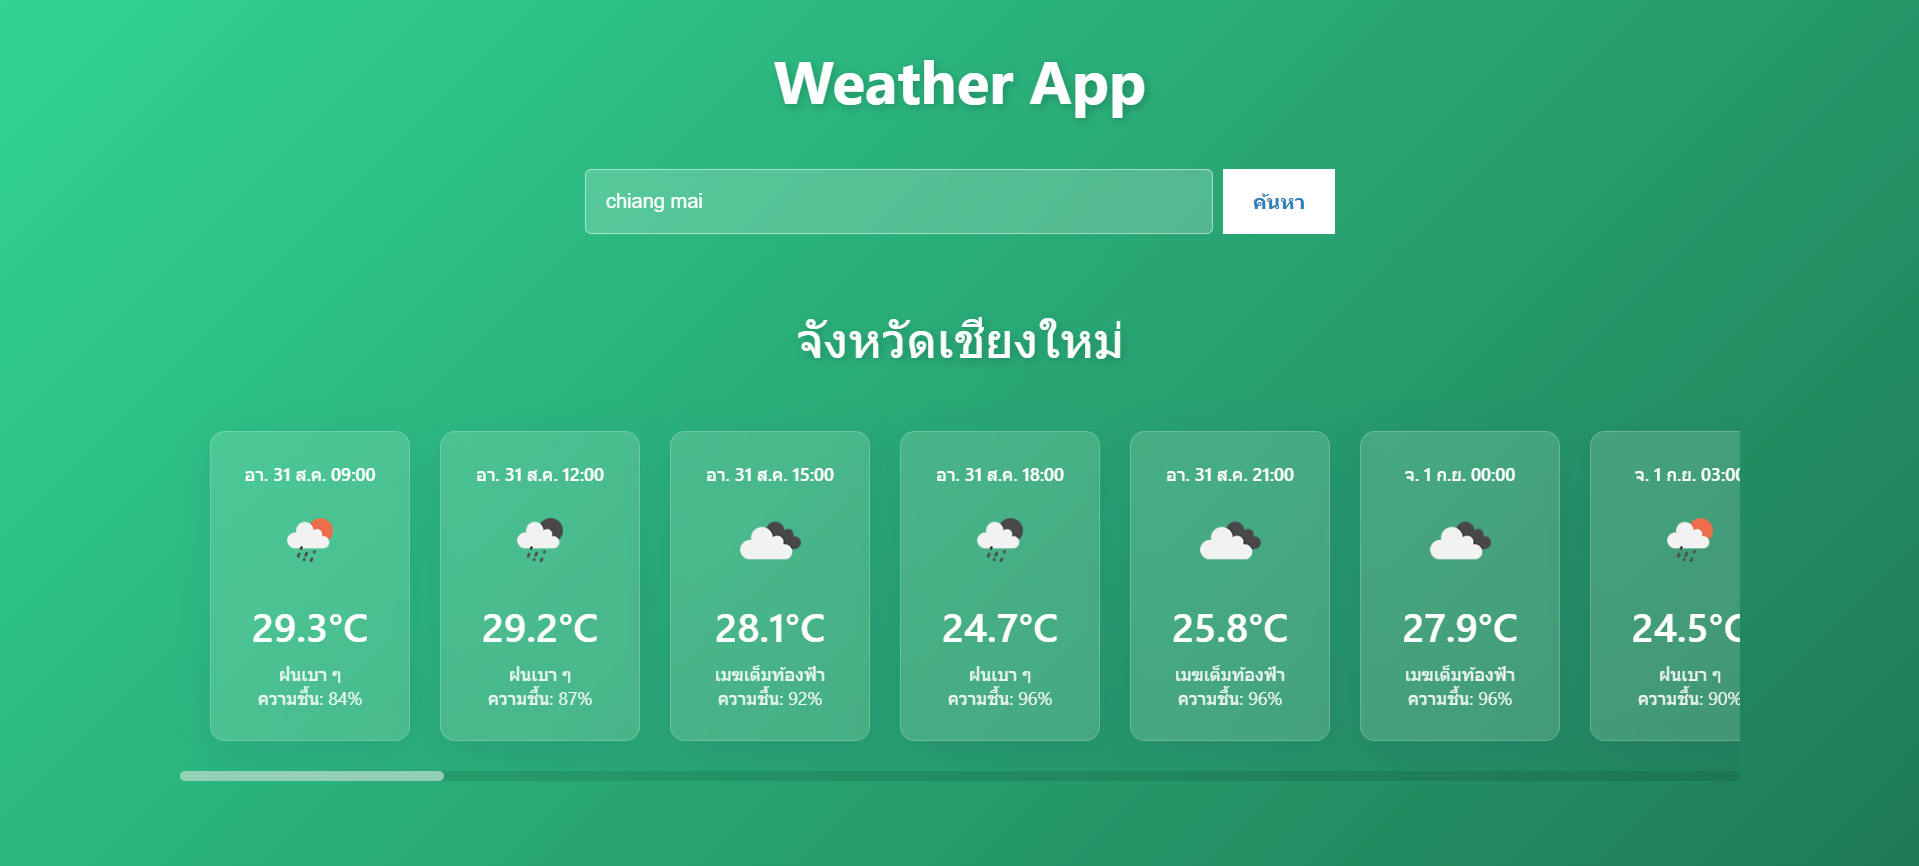 Weather App
chiang mai
ค้นหา
จังหวัดเชียงใหม่
อา. 31 ส.ค. 09:00
29.3°C
ฝนเบา ๆ
ความชื้น: 84%
อา. 31 ส.ค. 12:00
29.2°C
ฝนเบา ๆ
ความชื้น: 87%
อา. 31 ส.ค. 15:00
28.1°C
เมฆเต็มท้องฟ้า
ความชื้น: 92%
อา. 31 ส.ค. 18:00
24.7°C
ฝนเบา ๆ
ความชื้น: 96%
อา. 31 ส.ค. 21:00
25.8°C
เมฆเต็มท้องฟ้า
ความชื้น: 96%
จ. 1 ก.ย. 00:00
27.9°C
เมฆเต็มท้องฟ้า
ความชื้น: 96%
จ. 1 ก.ย. 03:00
24.5°C
ฝนเบา ๆ
ความชื้น: 90%